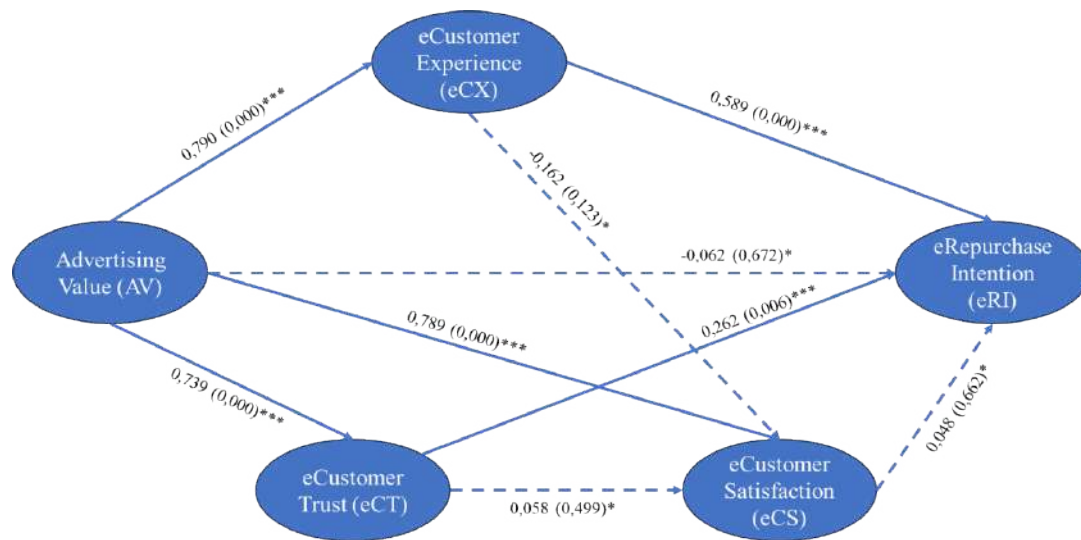 eCustomer
Experience
(eCX)
0,790 (0,000)***
0,589 (0,000)***
-0,162 (0,123)*
Advertising
Value (AV)
-0,062 (0,672)*
eRepurchase
Intention
(eRI)
0,789 (0,000)***
0,262 (0,006)***
0,739 (0,000)***
0,048 (0,662)*
eCustomer
Trust (eCT)
0,058 (0,499)*
eCustomer
Satisfaction
(eCS)